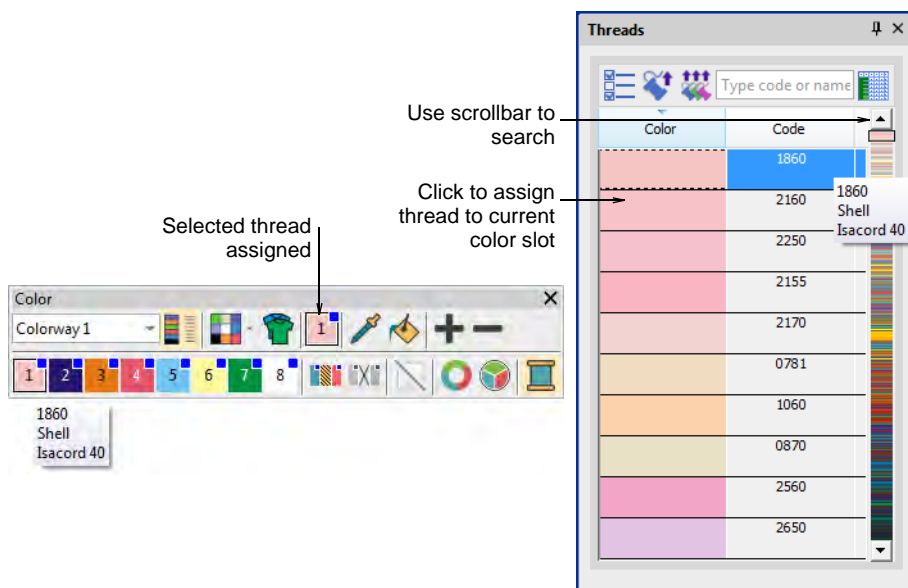 Threads
Type code or name
Use scrollbar to
search
Color Code
1860
1860
Shell
Isacord 40
Click to assign
thread to current
color slot
2160
2250
2155
2170
0781
1060
0870
2560
2650
Selected thread
assigned
Color
Colorway 1
1
1 2 3 4 5 6 7 8
1860
Shell
Isacord 40